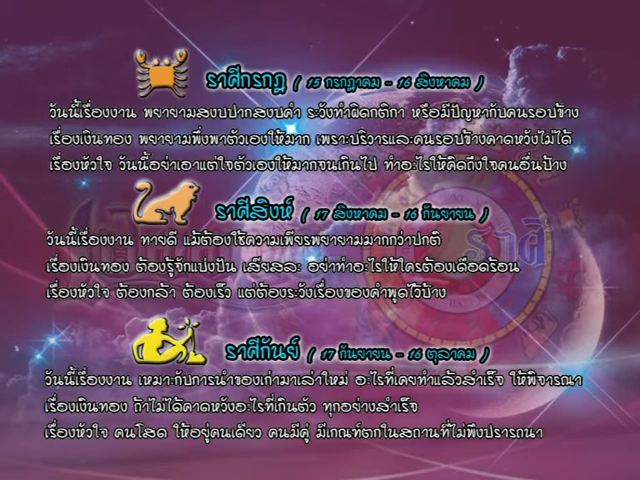 ราศีกรกฎ ( 15 กรกฎาคม - 16 สิงหาคม )
วันนี้เรื่องงาน พยายามสงบปากสงบคำ ระวังทำผิดกติกา หรือมีปัญหากับคนรอบข้าง
เรื่องเงินทอง พยายามพึ่งพาตัวเองให้มาก เพราะบริวารและคนรอบข้างคาดหวังไม่ได้
เรื่องหัวใจ วันนี้อย่าเอาแต่ใจตัวเองให้มากจนเกินไป ทำอะไรให้คิดถึงใจคนอื่นบ้าง
ราศีสิงห์ ( 17 สิงหาคม - 16 กันยายน )
วันนี้เรื่องงาน ทายดี แม้ต้องใช้ความเพียรพยายามมากกว่าปกติ
เรื่องเงินทอง ต้องรู้จักแบ่งปัน เสียสละ อย่าทำอะไรให้ใครต้องเดือดร้อน
เรื่องหัวใจ ต้องกล้า ต้องเร็ว แต่ต้องระวังเรื่องของคำพูดไว้บ้าง
ราศีกันย์ ( 17 กันยายน - 16 ตุลาคม )
วันนี้เรื่องงาน เหมาะกับการนำของเก่ามาเล่าใหม่ อะไรที่เคยทำแล้วสำเร็จ ให้พิจารณา
เรื่องเงินทอง ถ้าไม่ได้คาดหวังอะไรที่เกินตัว ทุกอย่างสำเร็จ
เรื่องหัวใจ คนโสด ให้อยู่คนเดียว คนมีคู่ มีเกณฑ์ตกในสถานที่ไม่พึงปรารถนา